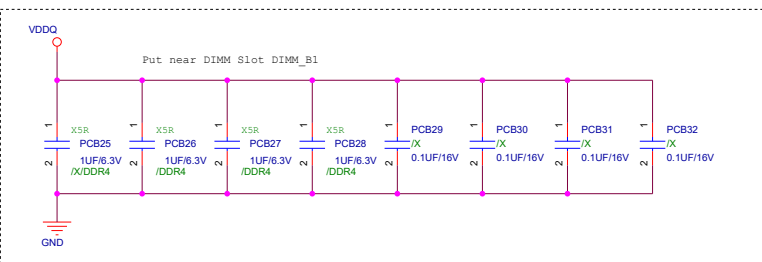 VDDQ
Put near DIMM Slot DIMM_B1
1
X5R
PCB25
1UF/6.3V
2
/X/DDR4
1
X5R
PCB26
1UF/6.3V
2
/DDR4
1
X5R
PCB27
1UF/6.3V
2
/DDR4
1
X5R
PCB28
1UF/6.3V
2
/DDR4
1
PCB29
/X
0.1UF/16V
2
1
PCB30
/X
0.1UF/16V
2
1
PCB31
/X
0.1UF/16V
2
1
PCB32
/X
0.1UF/16V
2
GND